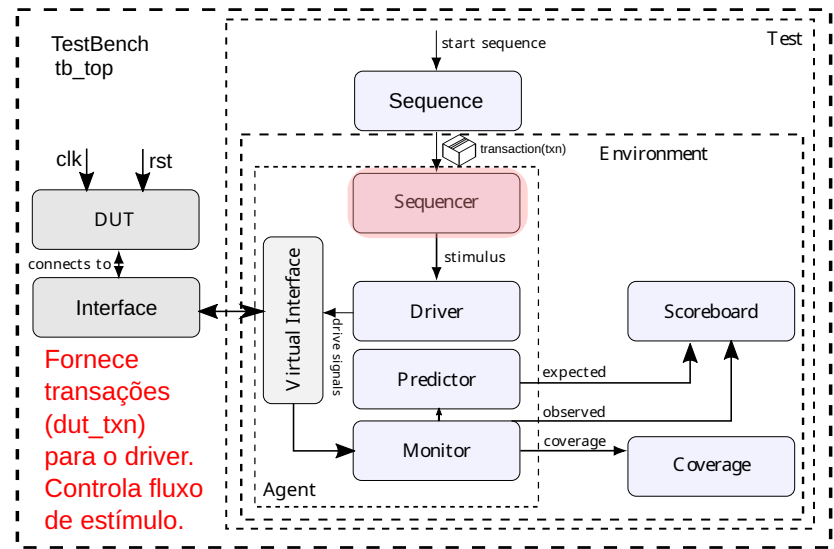 TestBench
tb_top
Test
start sequence
Sequence
transaction(txn)
Environment
clk
rst
Sequencer
DUT
stimulus
connects to
Interface
Virtual Interface
drive signals
Driver
Scoreboard
Predictor
expected
observed
Monitor
coverage
Coverage
Agent
Fornece
transações
(dut_txn)
para o driver.
Controla fluxo
de estímulo.